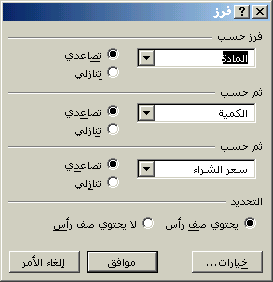 فرز
فرز حسب
المادة
تصاعدي
تنازلي
ثم حسب
الكمية
تصاعدي
تنازلي
ثم حسب
سعر الشراء
تصاعدي
تنازلي
التحديد
يحتوي صف رأس
لا يحتوي صف رأس
خيارات...
موافق
إلغاء الأمر